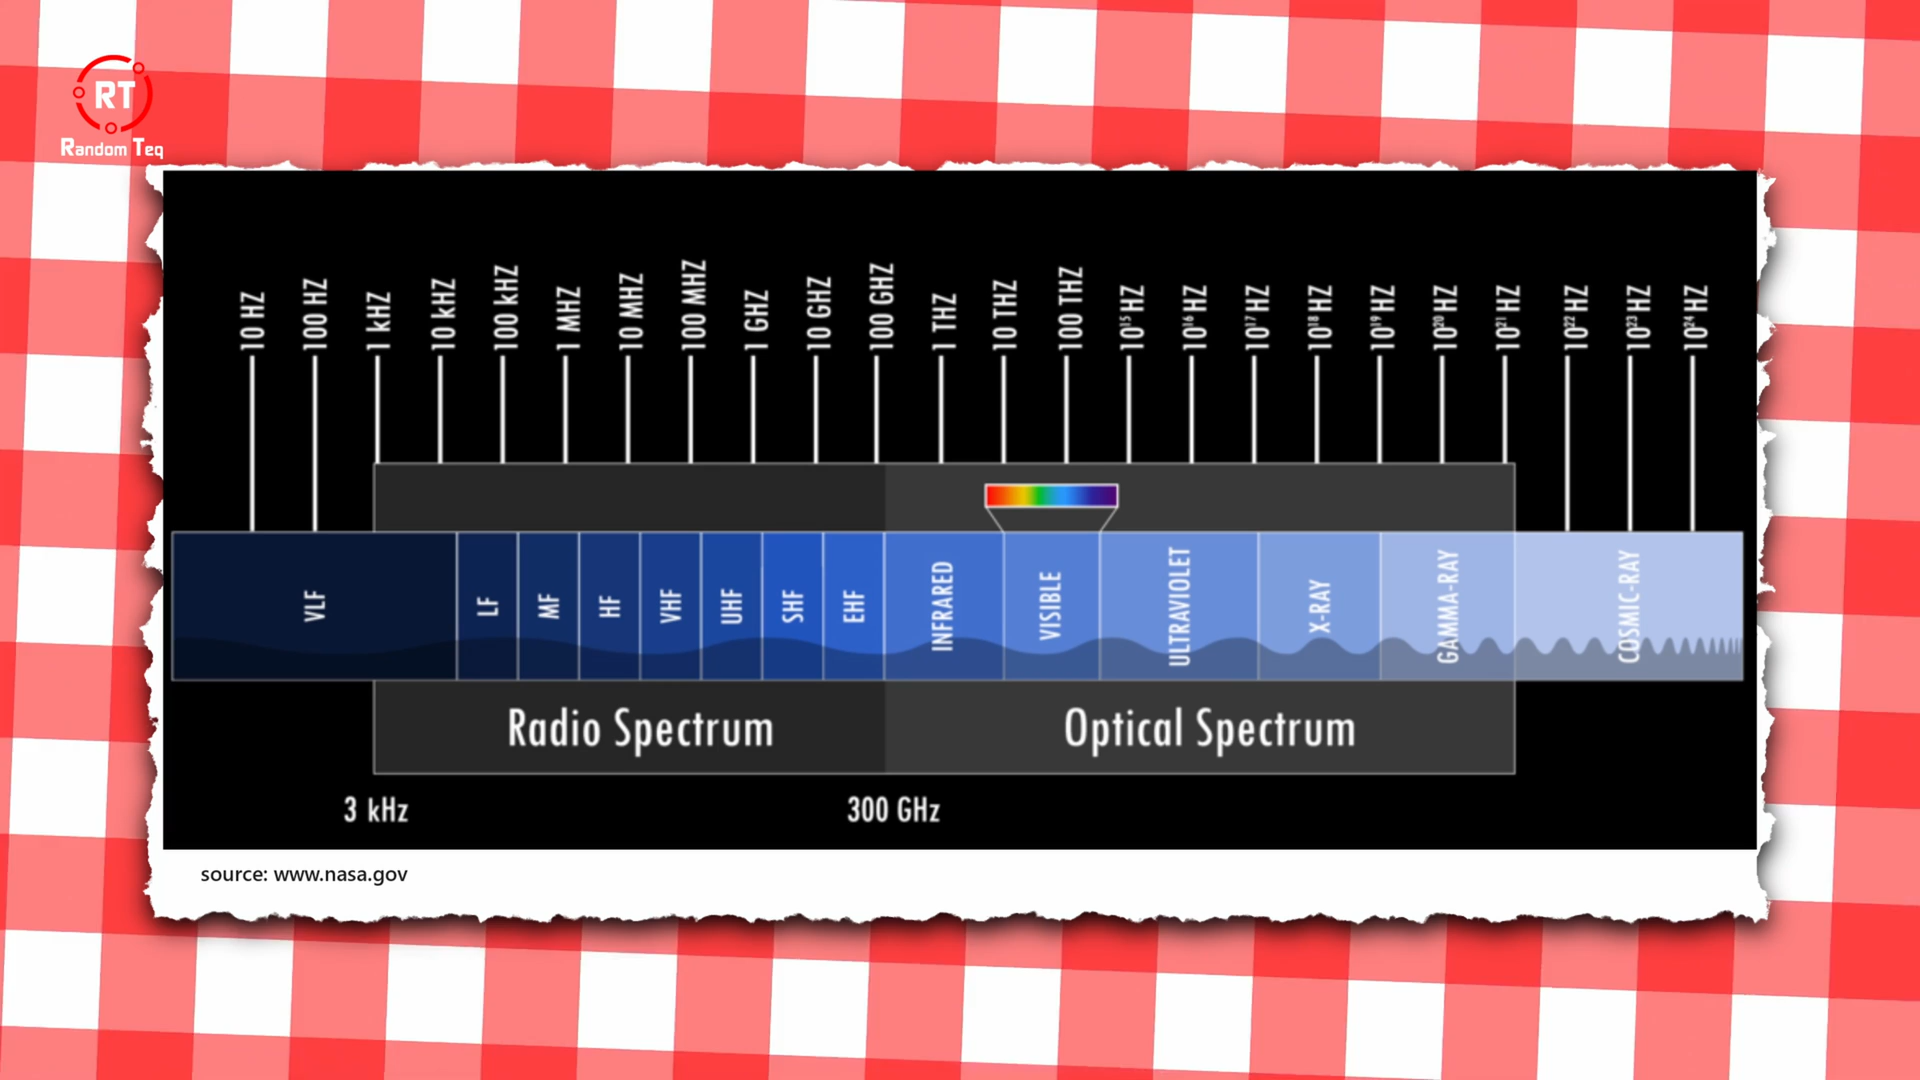 RT
Random Teq
10 HZ
100 HZ
1 kHZ
10 kHZ
100 kHZ
1 MHZ
10 MHZ
100 MHZ
1 GHZ
10 GHZ
100 GHZ
1 THZ
10 THZ
100 THZ
10¹⁵ HZ
10¹⁶ HZ
10¹⁷ HZ
10¹⁸ HZ
10¹⁹ HZ
10²⁰ HZ
10²¹ HZ
10²² HZ
10²³ HZ
10²⁴ HZ
VLF
LF
MF
HF
VHF
UHF
SHF
EHF
INFRARED
VISIBLE
ULTRAVIOLET
X-RAY
GAMMA-RAY
COSMIC-RAY
Radio Spectrum
Optical Spectrum
3 kHz
300 GHz
source: www.nasa.gov